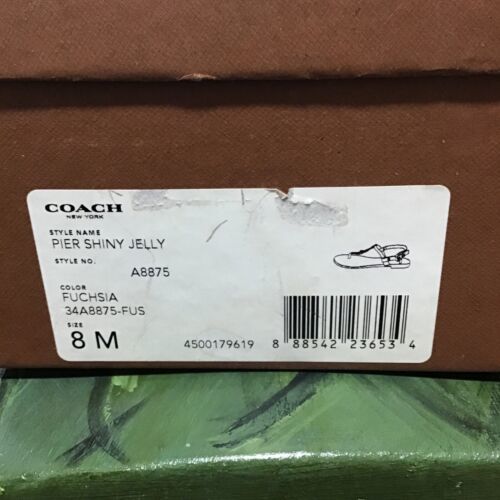 COACH
NEW YORK
STYLE NAME
PIER SHINY JELLY
STYLE NO.
A8875
COLOR
FUCHSIA
34A8875-FUS
SIZE
8 M
4500179619
8 88542 23653 4